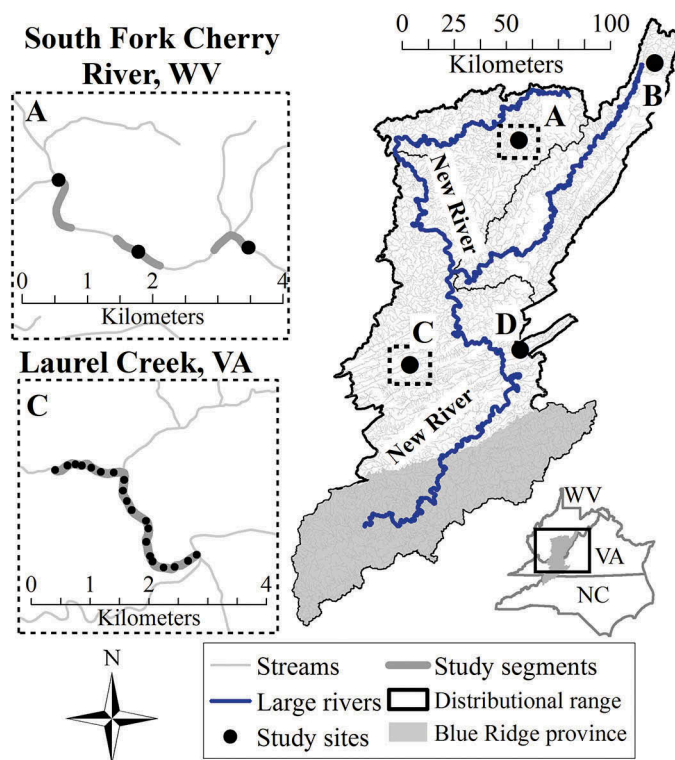 South Fork Cherry
River, WV
A
0 1 2 4
Kilometers
Laurel Creek, VA
C
0 1 2 4
Kilometers
0 25 50 100
Kilometers
B
A
New River
D
C
New River
WV
VA
NC
N
Streams
Study segments
Large rivers
Distributional range
Study sites
Blue Ridge province